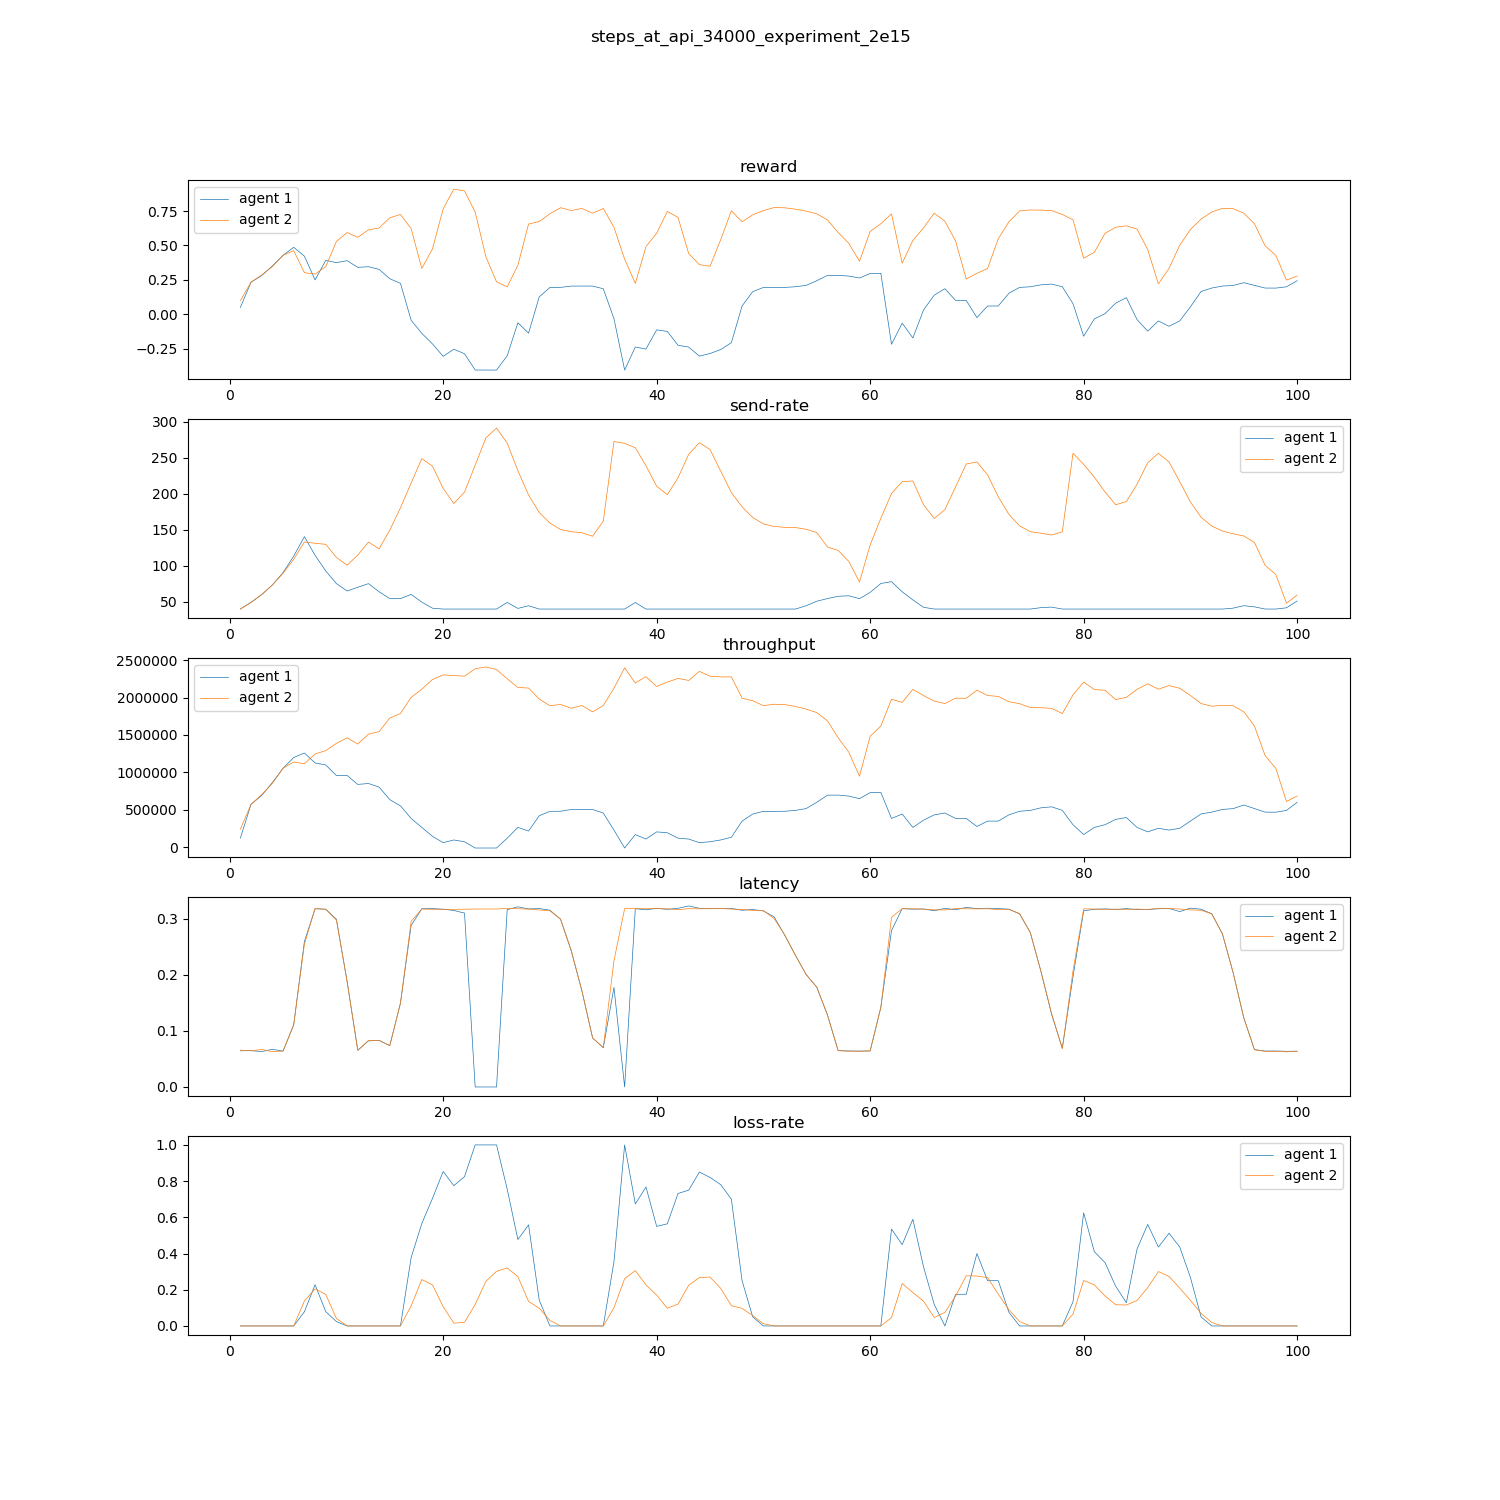 steps_at_api_34000_experiment_2e15
reward
agent 1
agent 2
0.75
0.50
0.25
0.00
−0.25
0 20 40 60 80 100
send-rate
agent 1
agent 2
300
250
200
150
100
50
0 20 40 60 80 100
throughput
agent 1
agent 2
2500000
2000000
1500000
1000000
500000
0
0 20 40 60 80 100
latency
agent 1
agent 2
0.3
0.2
0.1
0.0
0 20 40 60 80 100
loss-rate
agent 1
agent 2
1.0
0.8
0.6
0.4
0.2
0.0
0 20 40 60 80 100